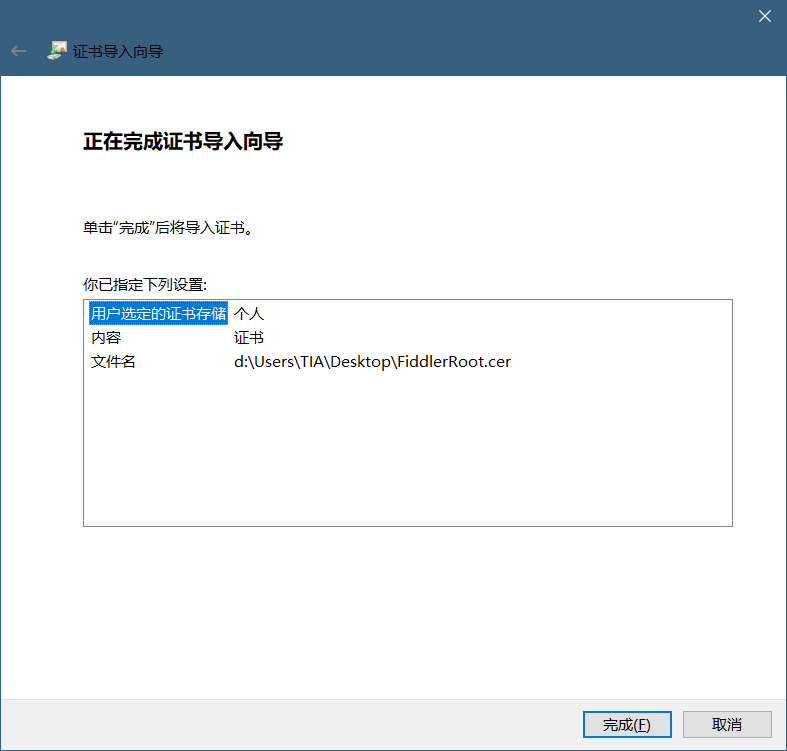 证书导入向导
正在完成证书导入向导
单击“完成”后将导入证书。
你已指定下列设置:
用户选定的证书存储 个人
内容 证书
文件名 d:\Users\TIA\Desktop\FiddlerRoot.cer
完成(F) 取消